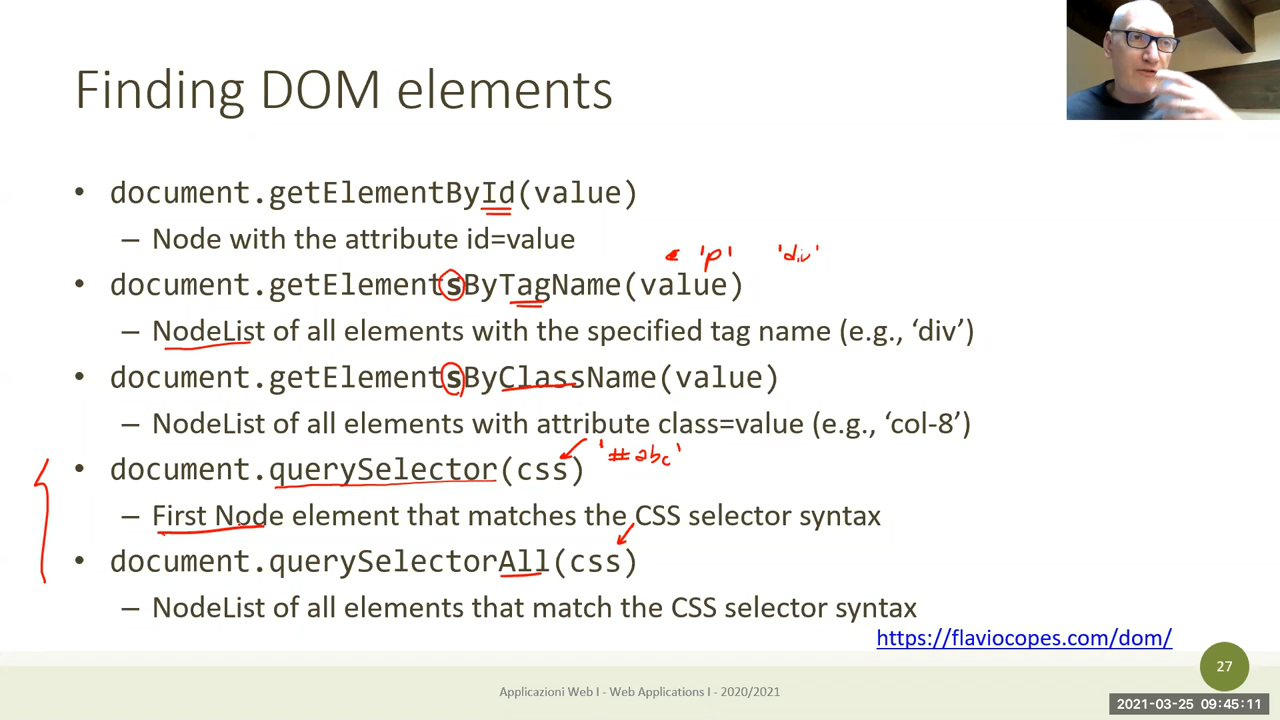 Finding DOM elements
• document.getElementById(value)
– Node with the attribute id=value
'p' 'div'
• document.getElementsByTagName(value)
– NodeList of all elements with the specified tag name (e.g., ‘div’)
• document.getElementsByClassName(value)
– NodeList of all elements with attribute class=value (e.g., ‘col-8’)
'#abc'
• document.querySelector(css)
– First Node element that matches the CSS selector syntax
• document.querySelectorAll(css)
– NodeList of all elements that match the CSS selector syntax
https://flaviocopes.com/dom/
27
Applicazioni Web I - Web Applications I - 2020/2021
2021-03-25 09:45:11